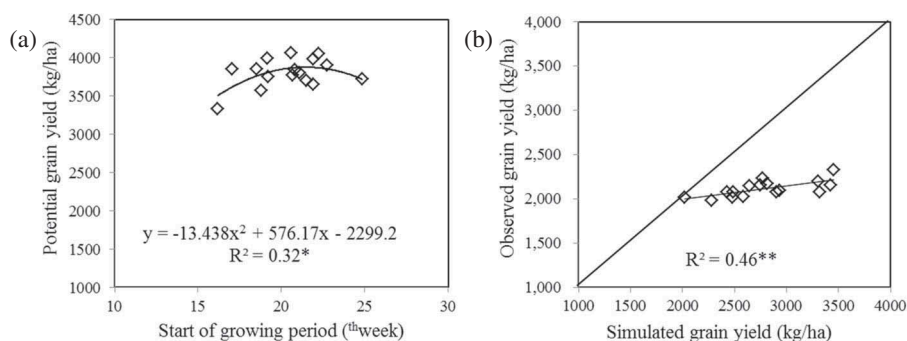 (a)
Potential grain yield (kg/ha)
4500
4000
3500
3000
2500
2000
1500
1000
y = -13.438x² + 576.17x - 2299.2
R² = 0.32*
10 15 20 25 30
Start of growing period (ᵗʰweek)
(b)
Observed grain yield (kg/ha)
4,000
3,500
3,000
2,500
2,000
1,500
1,000
R² = 0.46**
1000 1500 2000 2500 3000 3500 4000
Simulated grain yield (kg/ha)